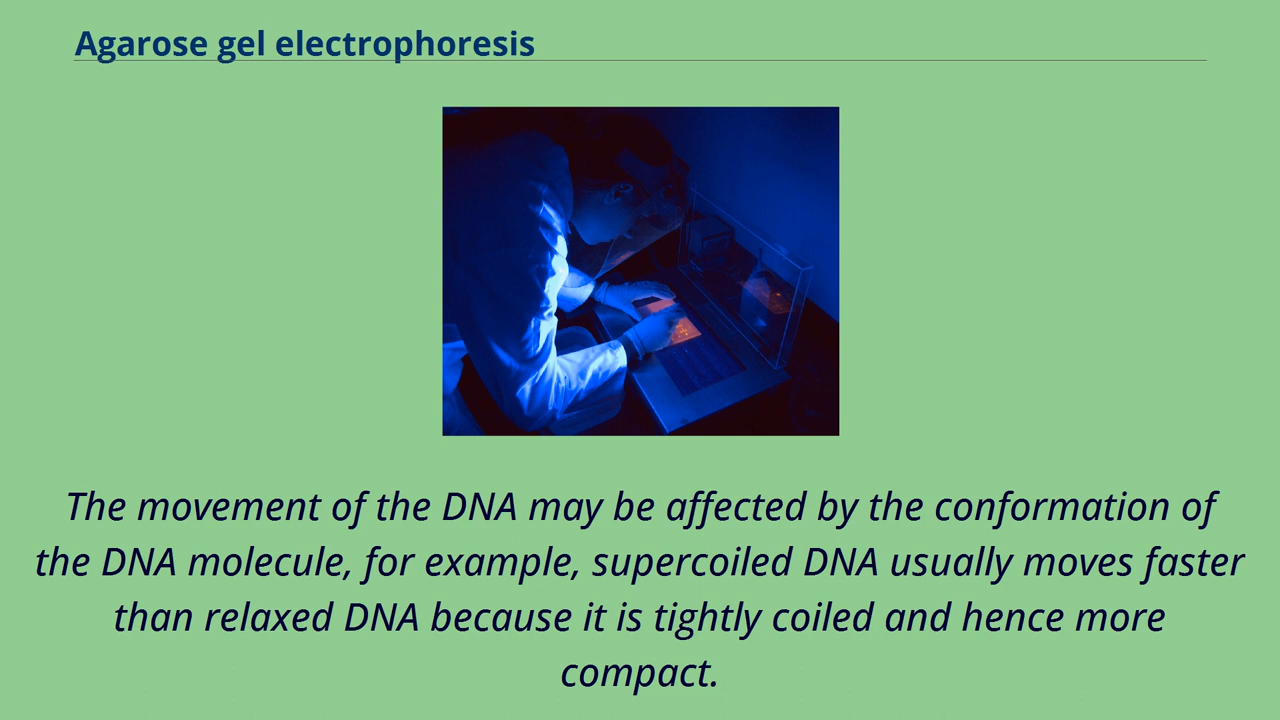 Agarose gel electrophoresis
The movement of the DNA may be affected by the conformation of
the DNA molecule, for example, supercoiled DNA usually moves faster
than relaxed DNA because it is tightly coiled and hence more
compact.